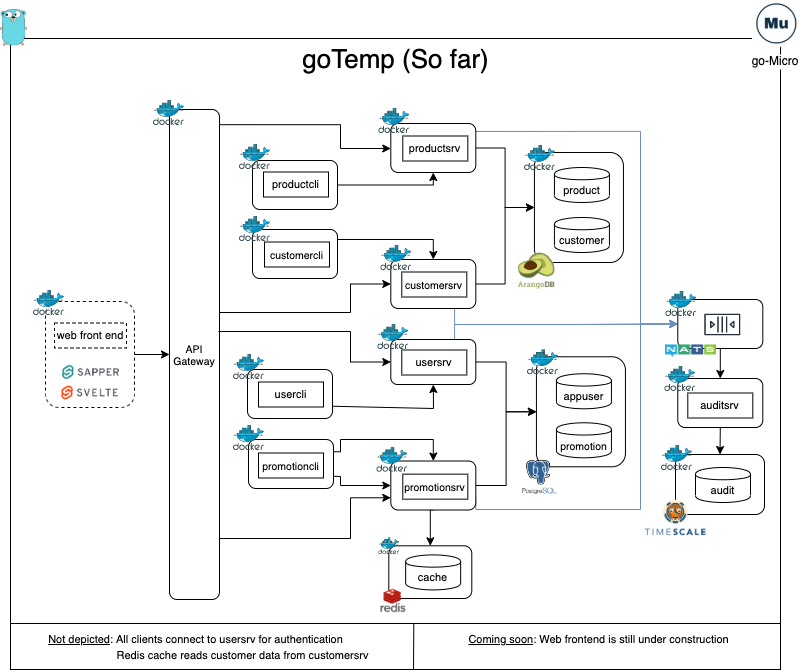 Mu
go-Micro
goTemp (So far)
docker
docker
productsrv
docker
productcli
docker
product
customer
ArangoDB
docker
customercli
docker
customersrv
docker
web front end
SAPPER
SVELTE
API
Gateway
docker
NATS
docker
usersrv
docker
usercli
docker
appuser
promotion
PostgreSQL
docker
auditsrv
docker
promotioncli
docker
promotionsrv
docker
audit
TIMESCALE
docker
cache
redis
Not depicted: All clients connect to usersrv for authentication
Redis cache reads customer data from customersrv
Coming soon: Web frontend is still under construction